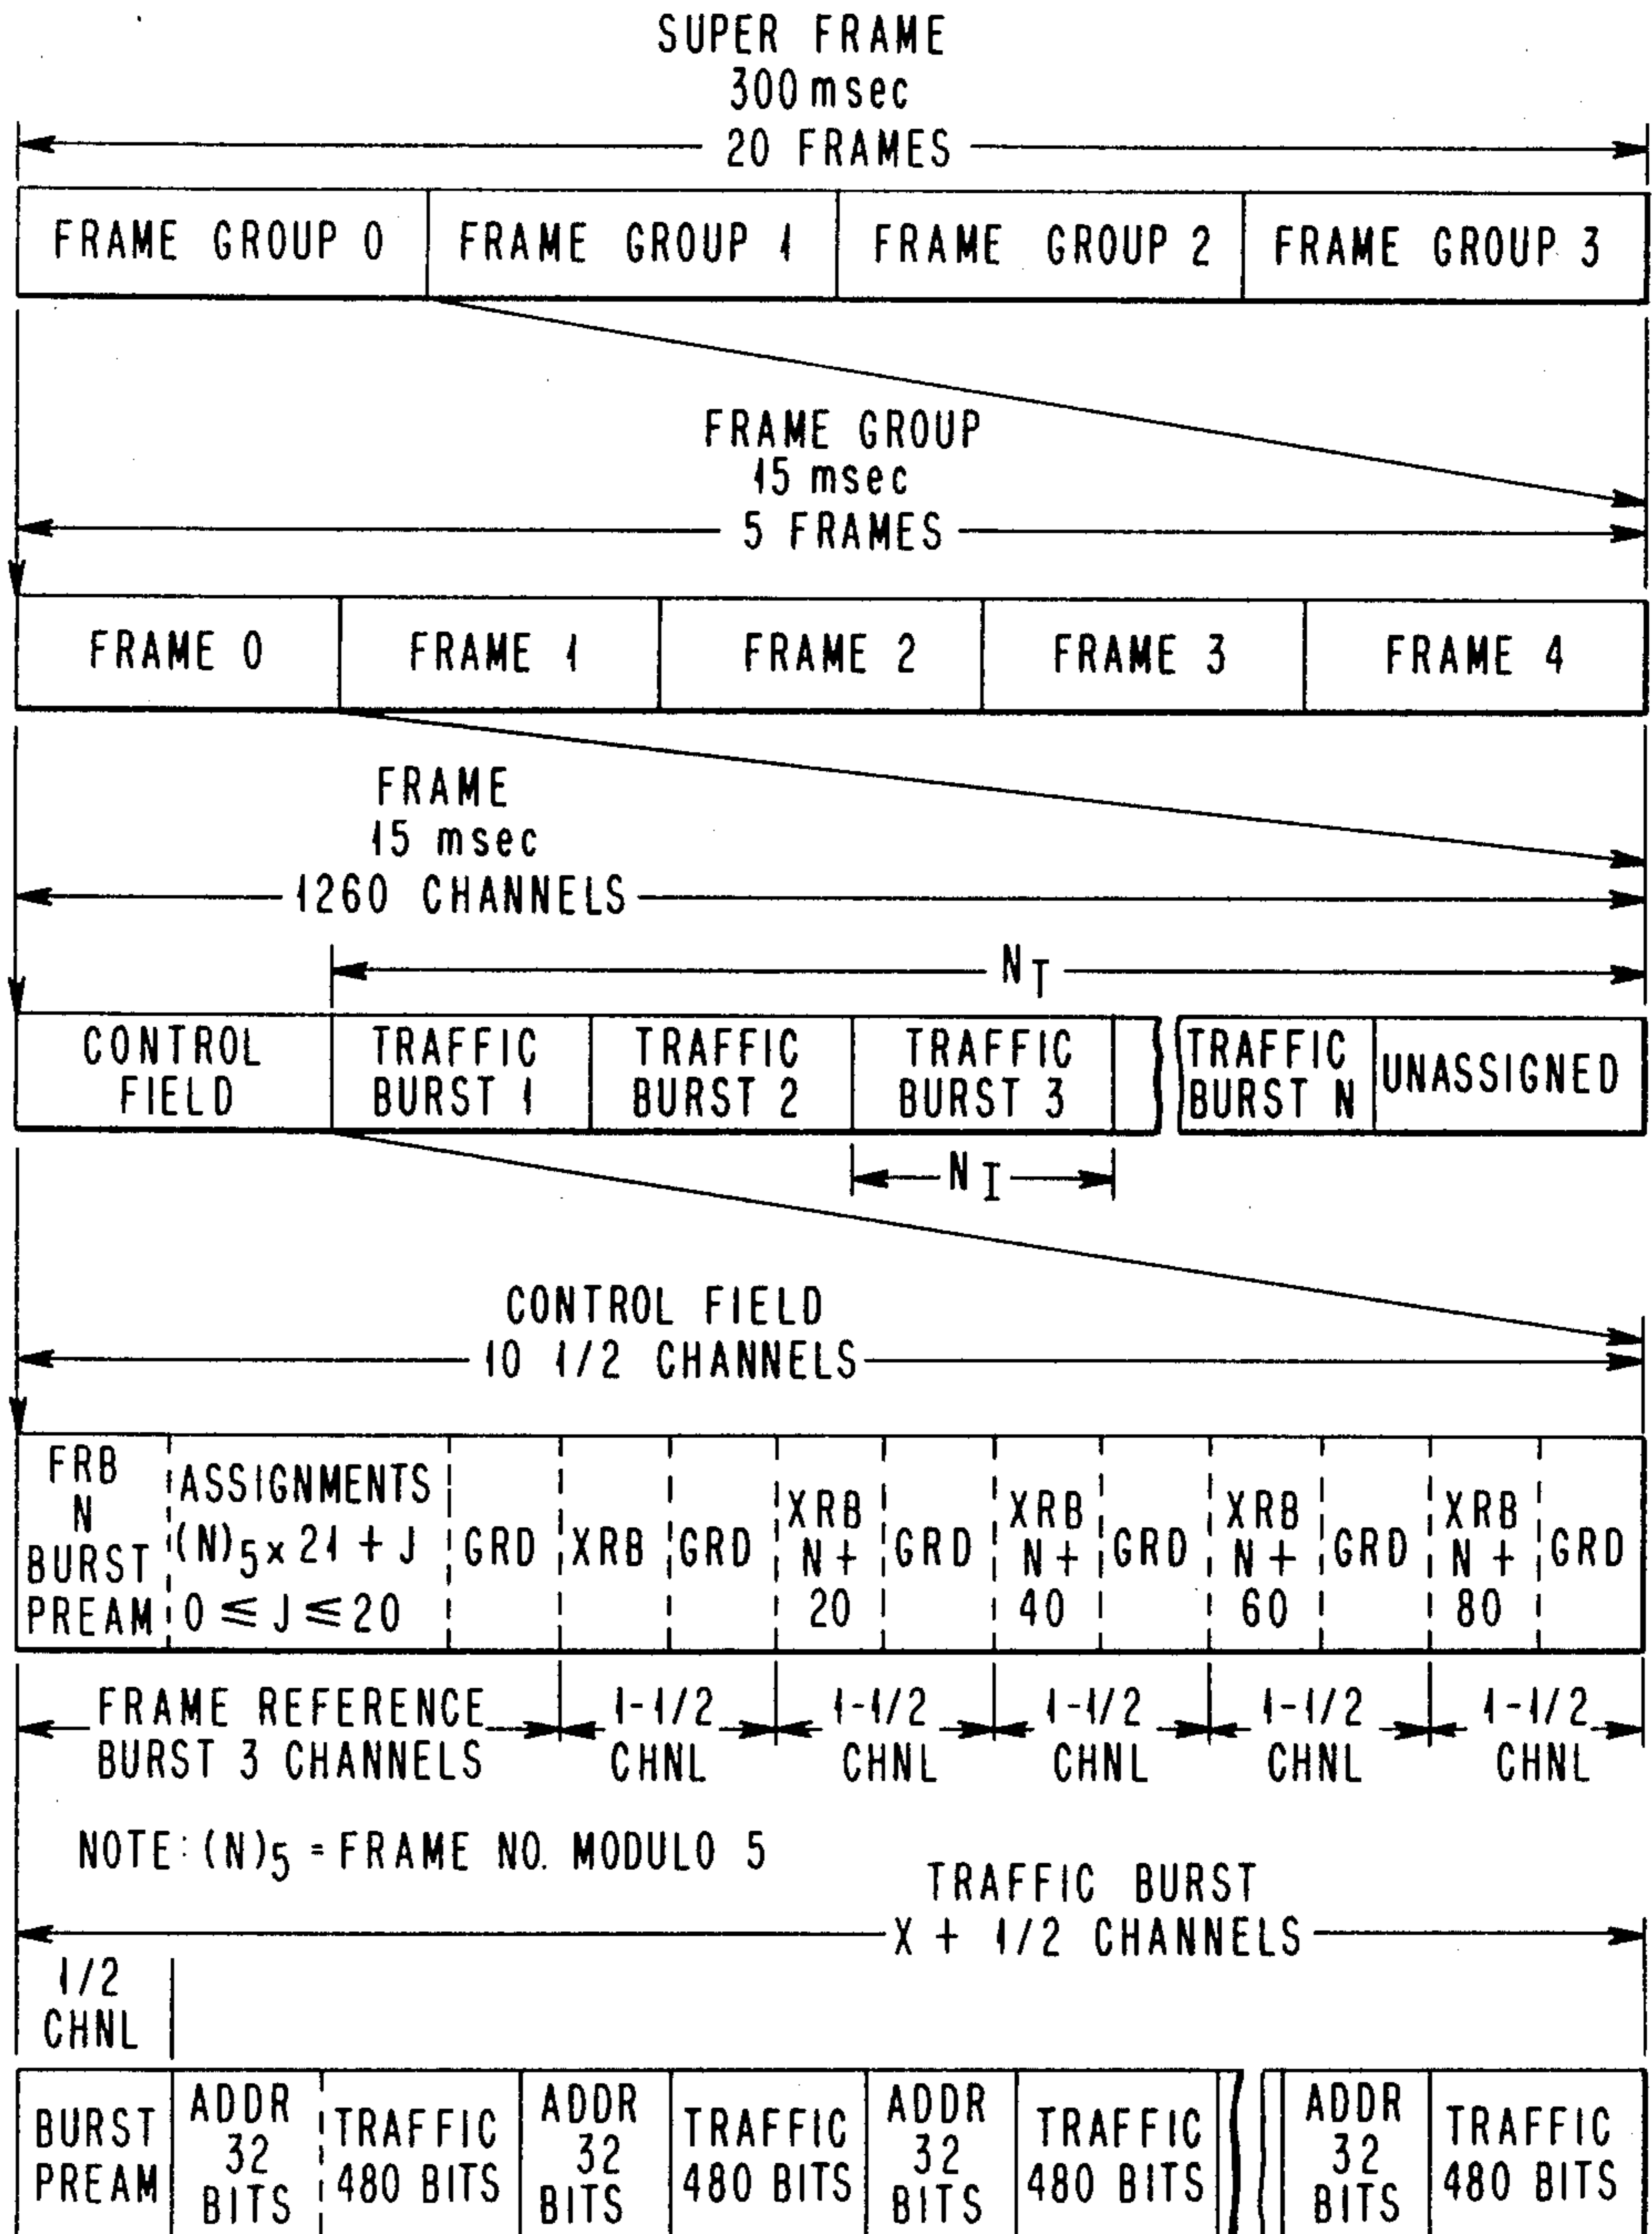 SUPER FRAME
300 msec
20 FRAMES
FRAME GROUP 0 FRAME GROUP 1 FRAME GROUP 2 FRAME GROUP 3
FRAME GROUP
15 msec
5 FRAMES
FRAME 0 FRAME 1 FRAME 2 FRAME 3 FRAME 4
FRAME
15 msec
1260 CHANNELS
NT
CONTROL FIELD
TRAFFIC BURST 1
TRAFFIC BURST 2
TRAFFIC BURST 3
TRAFFIC BURST N
UNASSIGNED
NI
CONTROL FIELD
10 1/2 CHANNELS
FRB
N
BURST
PREAM
ASSIGNMENTS
(N)5 x 21 + J
0 ≤ J ≤ 20
GRD
XRB
GRD
XRB
N +
20
GRD
XRB
N +
40
GRD
XRB
N +
60
GRD
XRB
N +
80
GRD
FRAME REFERENCE
BURST 3 CHANNELS
1-1/2
CHNL
1-1/2
CHNL
1-1/2
CHNL
1-1/2
CHNL
1-1/2
CHNL
NOTE: (N)5 = FRAME NO. MODULO 5
TRAFFIC BURST
X + 1/2 CHANNELS
1/2
CHNL
BURST
PREAM
ADDR
32
BITS
TRAFFIC
480 BITS
ADDR
32
BITS
TRAFFIC
480 BITS
ADDR
32
BITS
TRAFFIC
480 BITS
ADDR
32
BITS
TRAFFIC
480 BITS